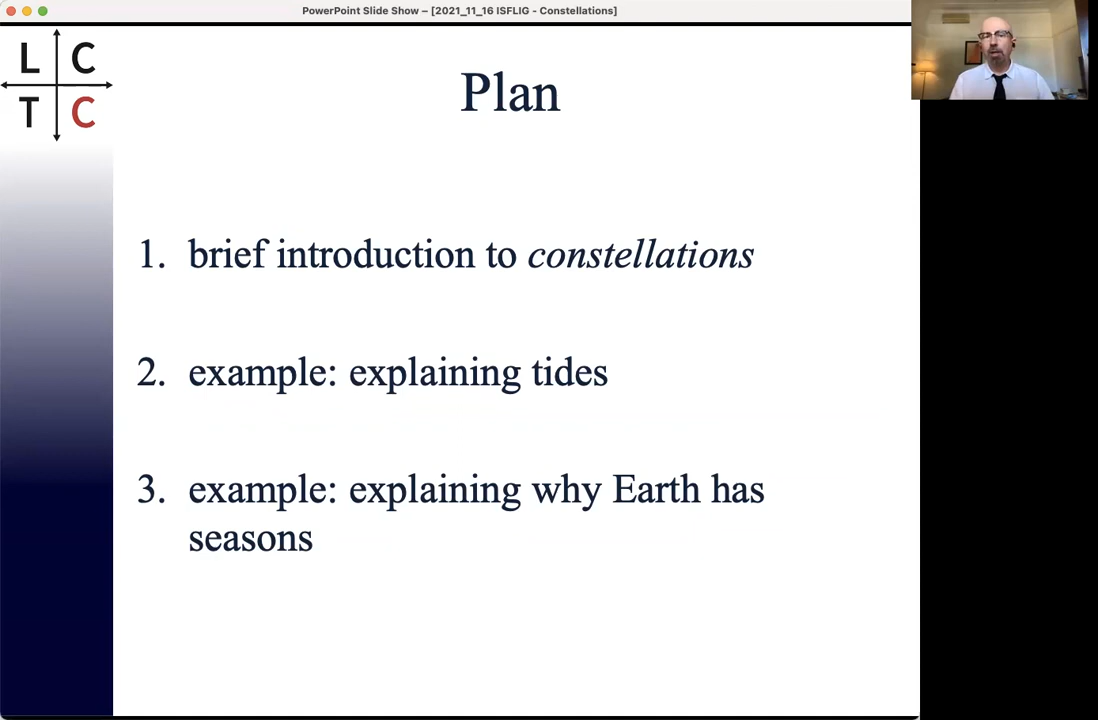 PowerPoint Slide Show – [2021_11_16 ISFLIG - Constellations]
L C
T C
Plan
1. brief introduction to constellations
2. example: explaining tides
3. example: explaining why Earth has
seasons